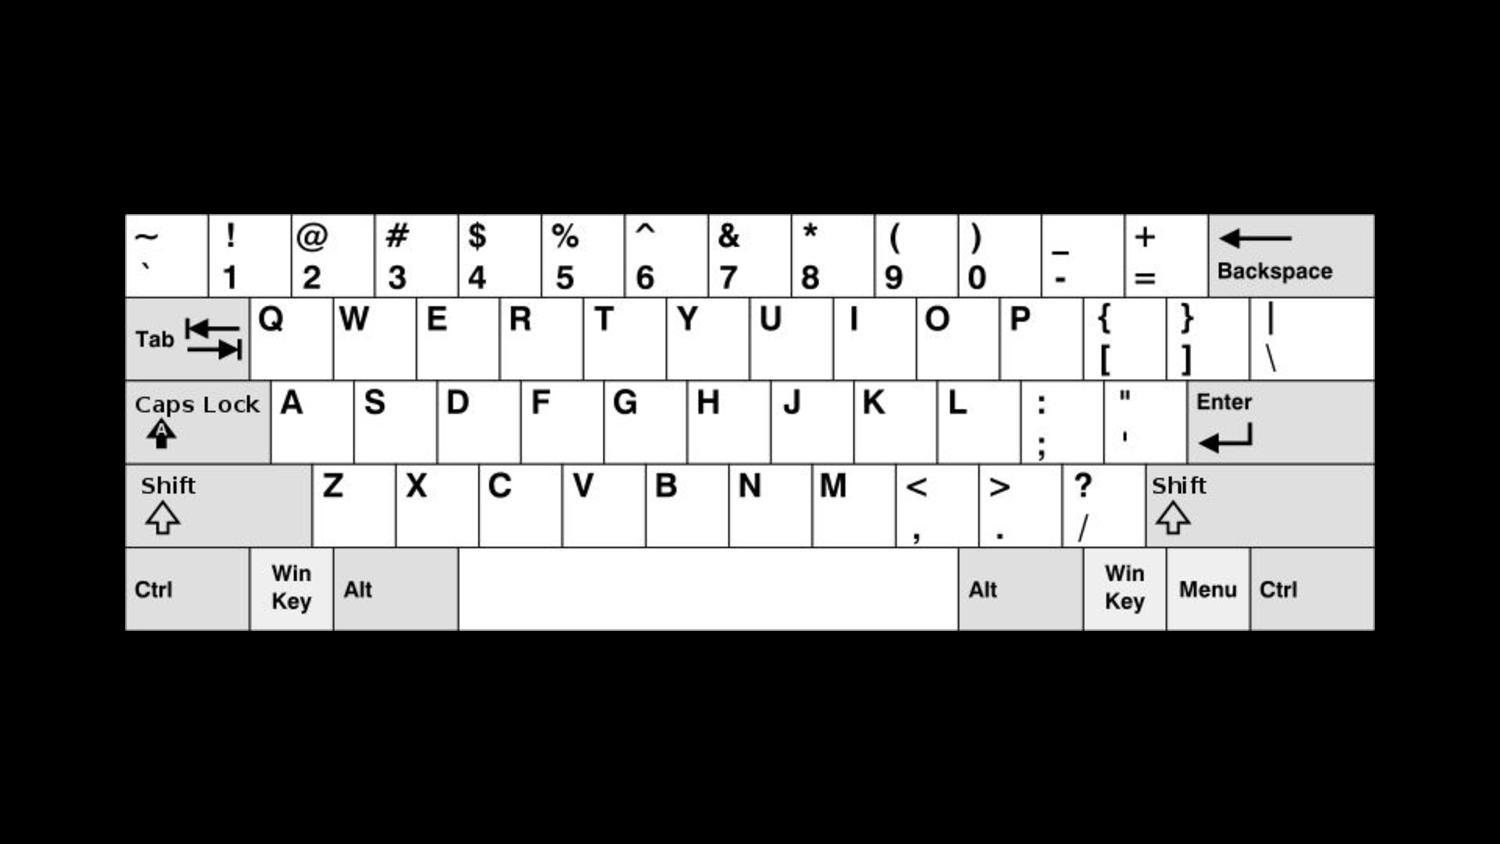 ~ ! @ # $ % ^ & * ( ) _ +
` 1 2 3 4 5 6 7 8 9 0 - = Backspace
Tab Q W E R T Y U I O P { } |
[ ] \
Caps Lock A S D F G H J K L : " Enter
A ; '
Shift Z X C V B N M < > ? Shift
, . /
Ctrl Win Key Alt Alt Win Key Menu Ctrl